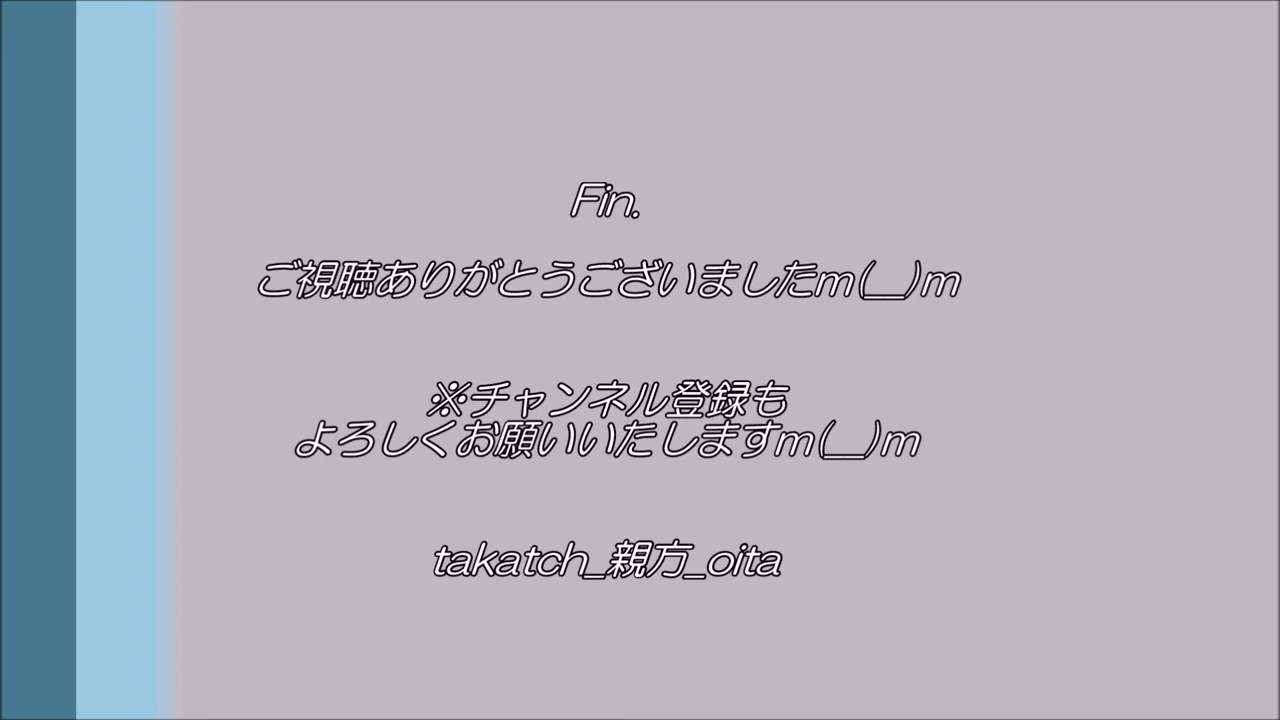 Fin.
ご視聴ありがとうございましたm(__)m
※チャンネル登録も
よろしくお願いいたしますm(__)m
takatch_親方_oita